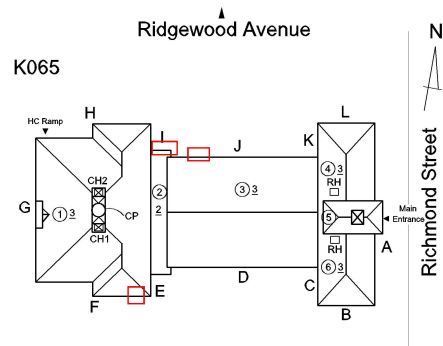 Ridgewood Avenue
N
K065
H
L
HC Ramp
I
J
K
4 3
RH
CH2
2
3 3
G
1 3
CP
2
5
Main
Entrance
CH1
RH
A
6 3
F
E
D
C
B
Richmond Street